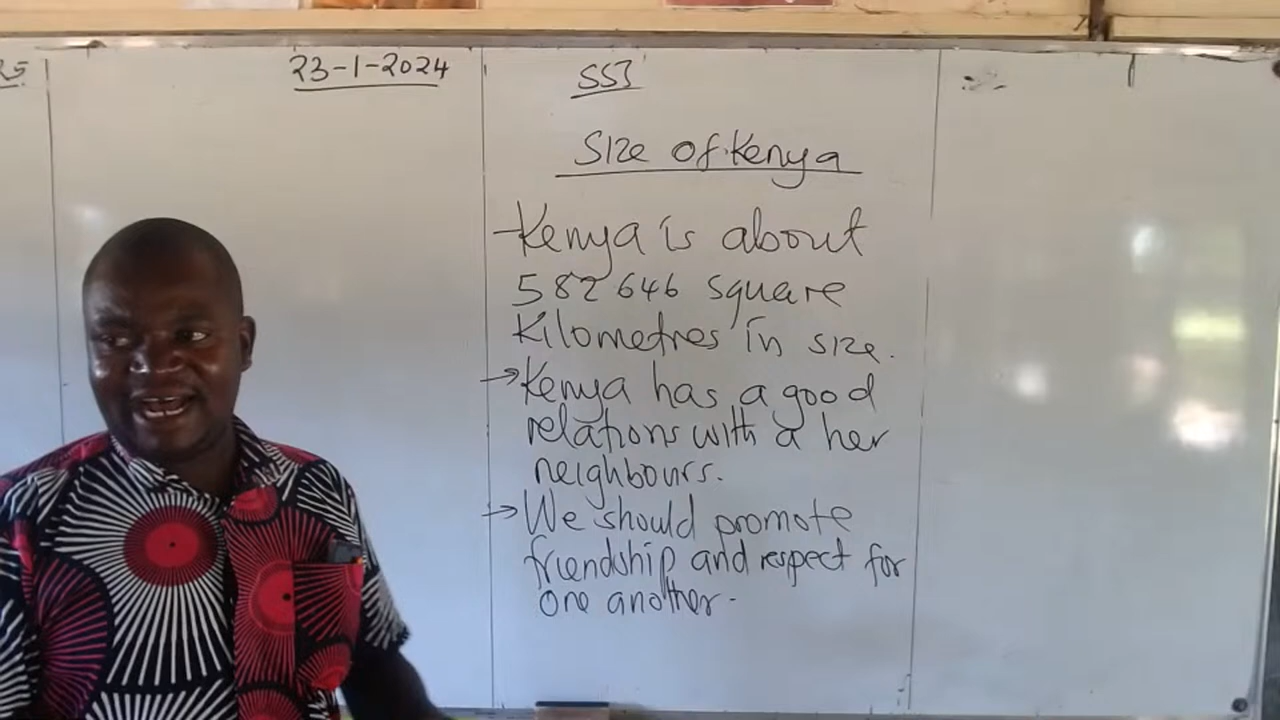 23-1-2024
SST
Size of Kenya
-Kenya is about
582646 square
Kilometres in size.
→Kenya has a good
relations with a her
neighbours.
→We should promote
friendship and respect for
one another.